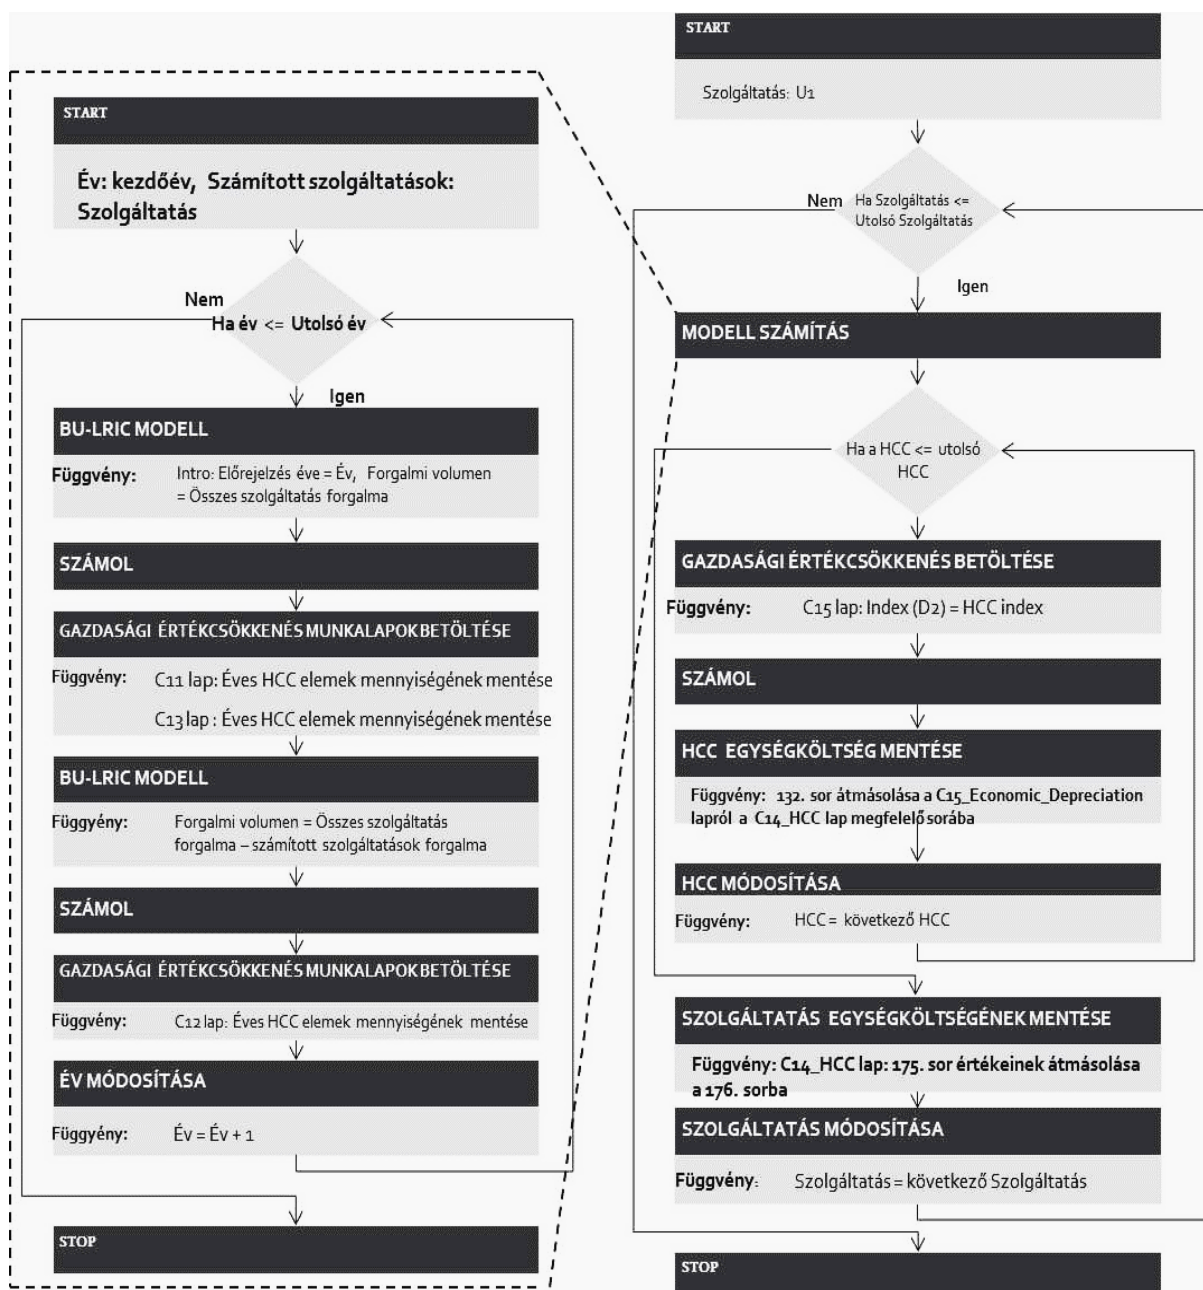 START
Év: kezdőév, Számított szolgáltatások:
Szolgáltatás
Nem
Ha év <= Utolsó év
Igen
BU-LRIC MODELL
Függvény: Intro: Előrejelzés éve = Év, Forgalmi volumen
= Összes szolgáltatás forgalma
SZÁMOL
GAZDASÁGI ÉRTÉKCSÖKKENÉS MUNKALAPOK BETÖLTÉSE
Függvény: C11 lap: Éves HCC elemek mennyiségének mentése
C13 lap : Éves HCC elemek mennyiségének mentése
BU-LRIC MODELL
Függyény: Forgalmi volumen = Összes szolgáltatás
forgalma – számított szolgáltatások forgalma
SZÁMOL
GAZDASÁGI ÉRTÉKCSÖKKENÉS MUNKALAPOK BETÖLTÉSE
Függvény: C12 lap: Éves HCC elemek mennyiségének mentése
ÉV MÓDOSÍTÁSA
Függyény: Év = Év + 1
STOP
START
Szolgáltatás: U1
Nem
Ha Szolgáltatás <=
Utolsó Szolgáltatás
Igen
MODELL SZÁMÍTÁS
Ha a HCC <= utolsó
HCC
GAZDASÁGI ÉRTÉKCSÖKKENÉS BETÖLTÉSE
Függvény: C15 lap: Index (D2) = HCC index
SZÁMOL
HCC EGYSÉGKÖLTSÉG MENTÉSE
Függvény: 132. sor átmásolása a C15_Economic_Depreciation
lapról a C14_HCC lap megfelelő sorába
HCC MÓDOSÍTÁSA
Függvény: HCC = következő HCC
SZOLGÁLTATÁS EGYSÉGKÖLTSÉGÉNEK MENTÉSE
Függvény: C14_HCC lap: 175. sor értékeinek átmásolása
a 176. sorba
SZOLGÁLTATÁS MÓDOSÍTÁSA
Függvény: Szolgáltatás = következő Szolgáltatás
STOP